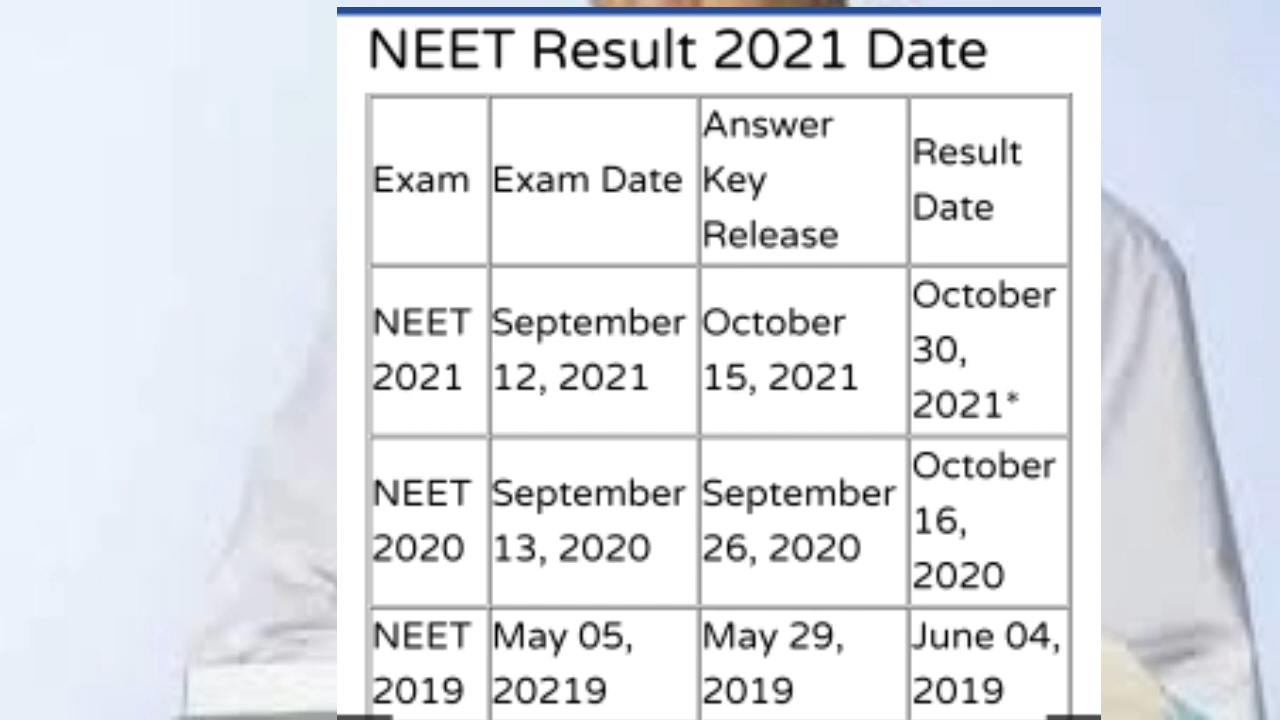 NEET Result 2021 Date
Exam
Exam Date
Answer
Key
Release
Result
Date
NEET
2021
September
12, 2021
October
15, 2021
October
30,
2021*
NEET
2020
September
13, 2020
September
26, 2020
October
16,
2020
NEET
2019
May 05,
20219
May 29,
2019
June 04,
2019